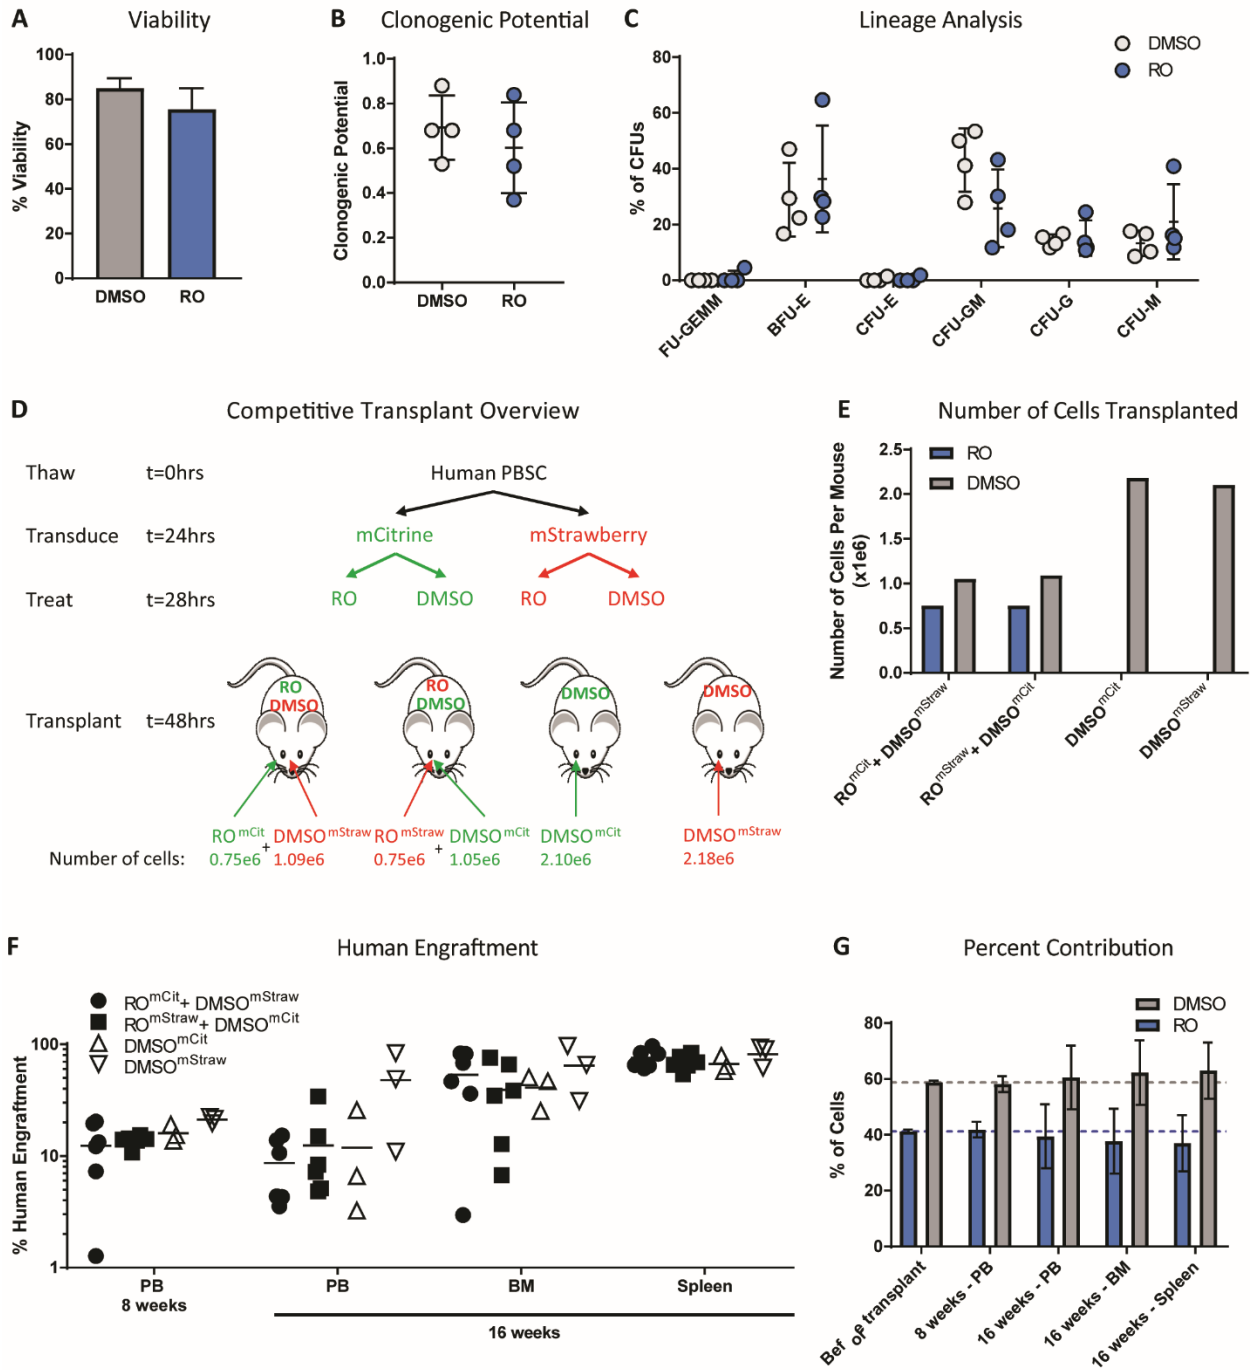 A Viability
% Viability
100
80
60
40
20
0
DMSO RO
B Clonogenic Potential
Clonogenic Potential
1.0
0.8
0.6
0.4
0.2
0.0
DMSO RO
C Lineage Analysis
DMSO
RO
% of CFUs
80
60
40
20
0
FU-GEMM
BFU-E
CFU-E
CFU-GM
CFU-G
CFU-M
D Competitive Transplant Overview
Thaw t=0hrs Human PBSC
Transduce t=24hrs mCitrine mStrawberry
Treat t=28hrs RO DMSO RO DMSO
Transplant t=48hrs
RO
DMSO
RO
DMSO
DMSO
DMSO
RO^mCit + DMSO^mStraw RO^mStraw + DMSO^mCit DMSO^mCit DMSO^mStraw
Number of cells: 0.75e6 1.09e6 0.75e6 1.05e6 2.10e6 2.18e6
E Number of Cells Transplanted
Number of Cells Per Mouse
(x1e6)
RO
DMSO
2.5
2.0
1.5
1.0
0.5
0.0
RO^mCit + DMSO^mStraw
RO^mStraw + DMSO^mCit
DMSO^mCit
DMSO^mStraw
F Human Engraftment
RO^mCit + DMSO^mStraw
RO^mStraw + DMSO^mCit
DMSO^mCit
DMSO^mStraw
% Human Engraftment
100
10
1
PB
8 weeks
PB
BM
Spleen
16 weeks
G Percent Contribution
DMSO
RO
% of Cells
80
60
40
20
0
Before transplant
8 weeks - PB
16 weeks - PB
16 weeks - BM
16 weeks - Spleen